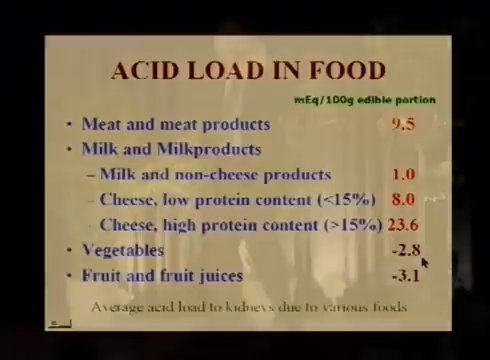 ACID LOAD IN FOOD
mEq/100g edible portion
• Meat and meat products 9.5
• Milk and Milkproducts
– Milk and non-cheese products 1.0
– Cheese, low protein content (<15%) 8.0
– Cheese, high protein content (>15%) 23.6
• Vegetables -2.8
• Fruit and fruit juices -3.1
Average acid load to kidneys due to various foods